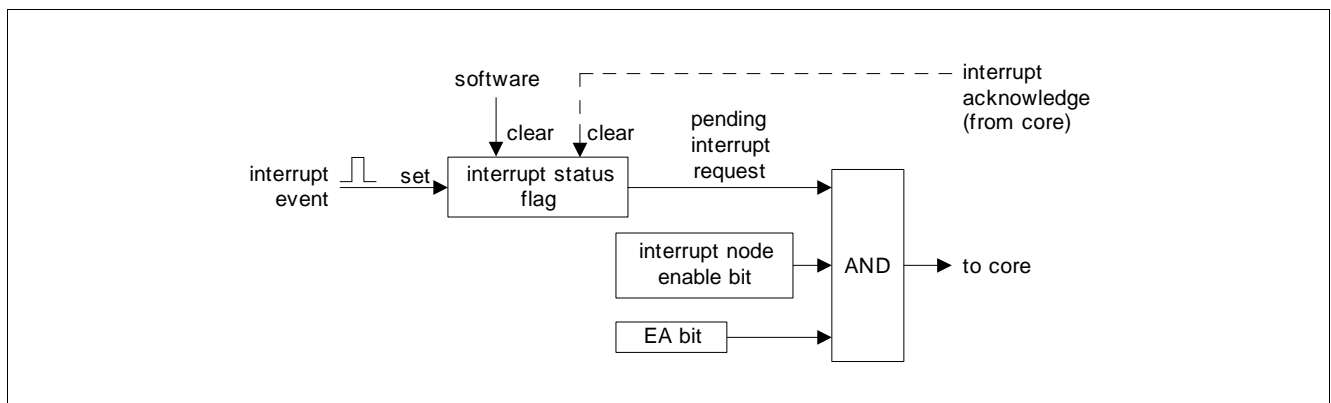 software
interrupt
acknowledge
(from core)
clear
clear
pending
interrupt
request
interrupt
event
set
interrupt status
flag
interrupt node
enable bit
AND
to core
EA bit